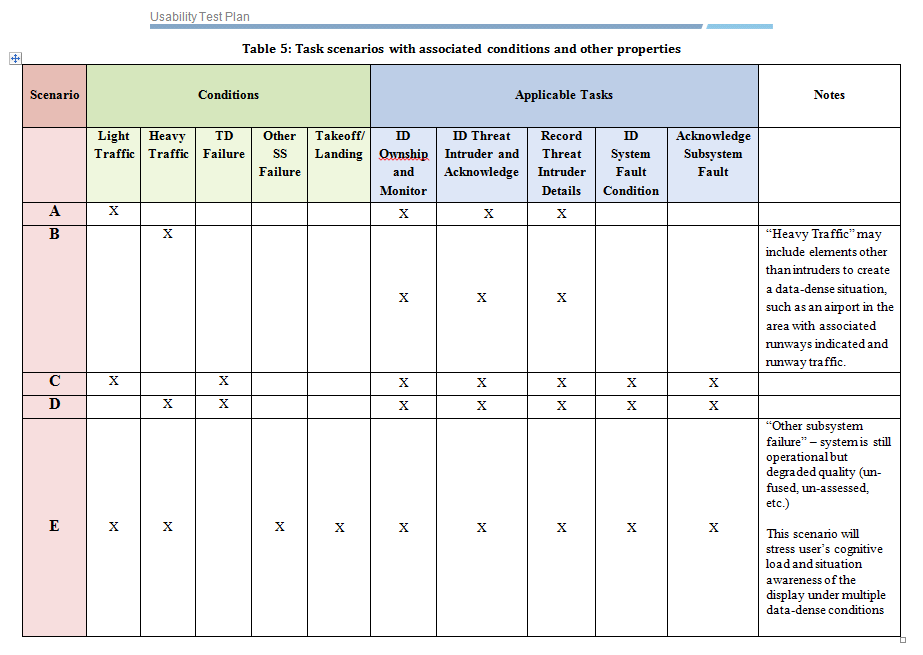 Usability Test Plan
Table 5: Task scenarios with associated conditions and other properties
Scenario
Conditions
Applicable Tasks
Notes
Light Traffic
Heavy Traffic
TD Failure
Other SS Failure
Takeoff/ Landing
ID Ownship and Monitor
ID Threat Intruder and Acknowledge
Record Threat Intruder Details
ID System Fault Condition
Acknowledge Subsystem Fault
A X X X X
B X X X X
“Heavy Traffic” may
include elements other
than intruders to create
a data-dense situation,
such as an airport in the
area with associated
runways indicated and
runway traffic.
C X X X X X X X
D X X X X X X X
E X X X X X X X X X
“Other subsystem
failure” – system is still
operational but
degraded quality (un-
fused, un-assessed,
etc.)
This scenario will
stress user’s cognitive
load and situation
awareness of the
display under multiple
data-dense conditions